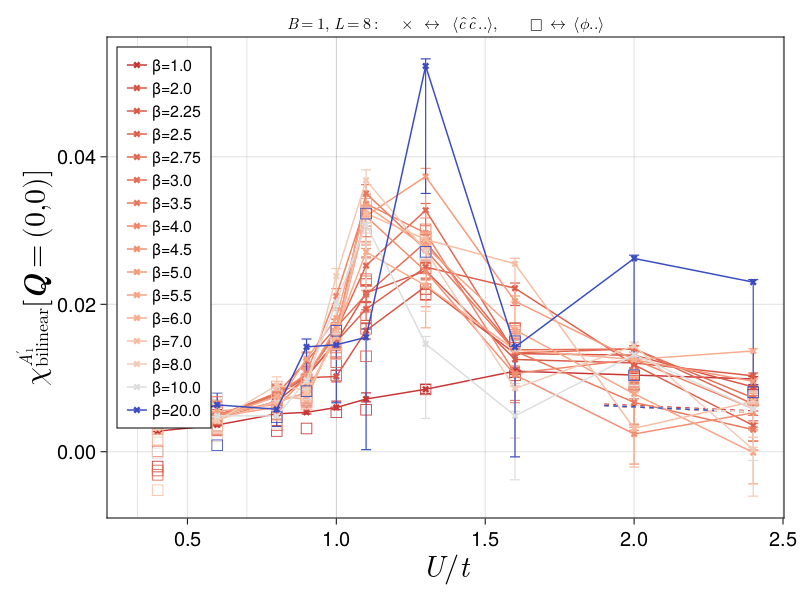 B = 1, L = 8 :   × ↔ ⟨ĉ ĉ ..⟩,   □ ↔ ⟨ϕ..⟩
χ^{A′₁}_{bilinear}[Q = (0,0)]
0.04
0.02
0.00
β=1.0
β=2.0
β=2.25
β=2.5
β=2.75
β=3.0
β=3.5
β=4.0
β=4.5
β=5.0
β=5.5
β=6.0
β=7.0
β=8.0
β=10.0
β=20.0
0.5 1.0 1.5 2.0 2.5
U/t